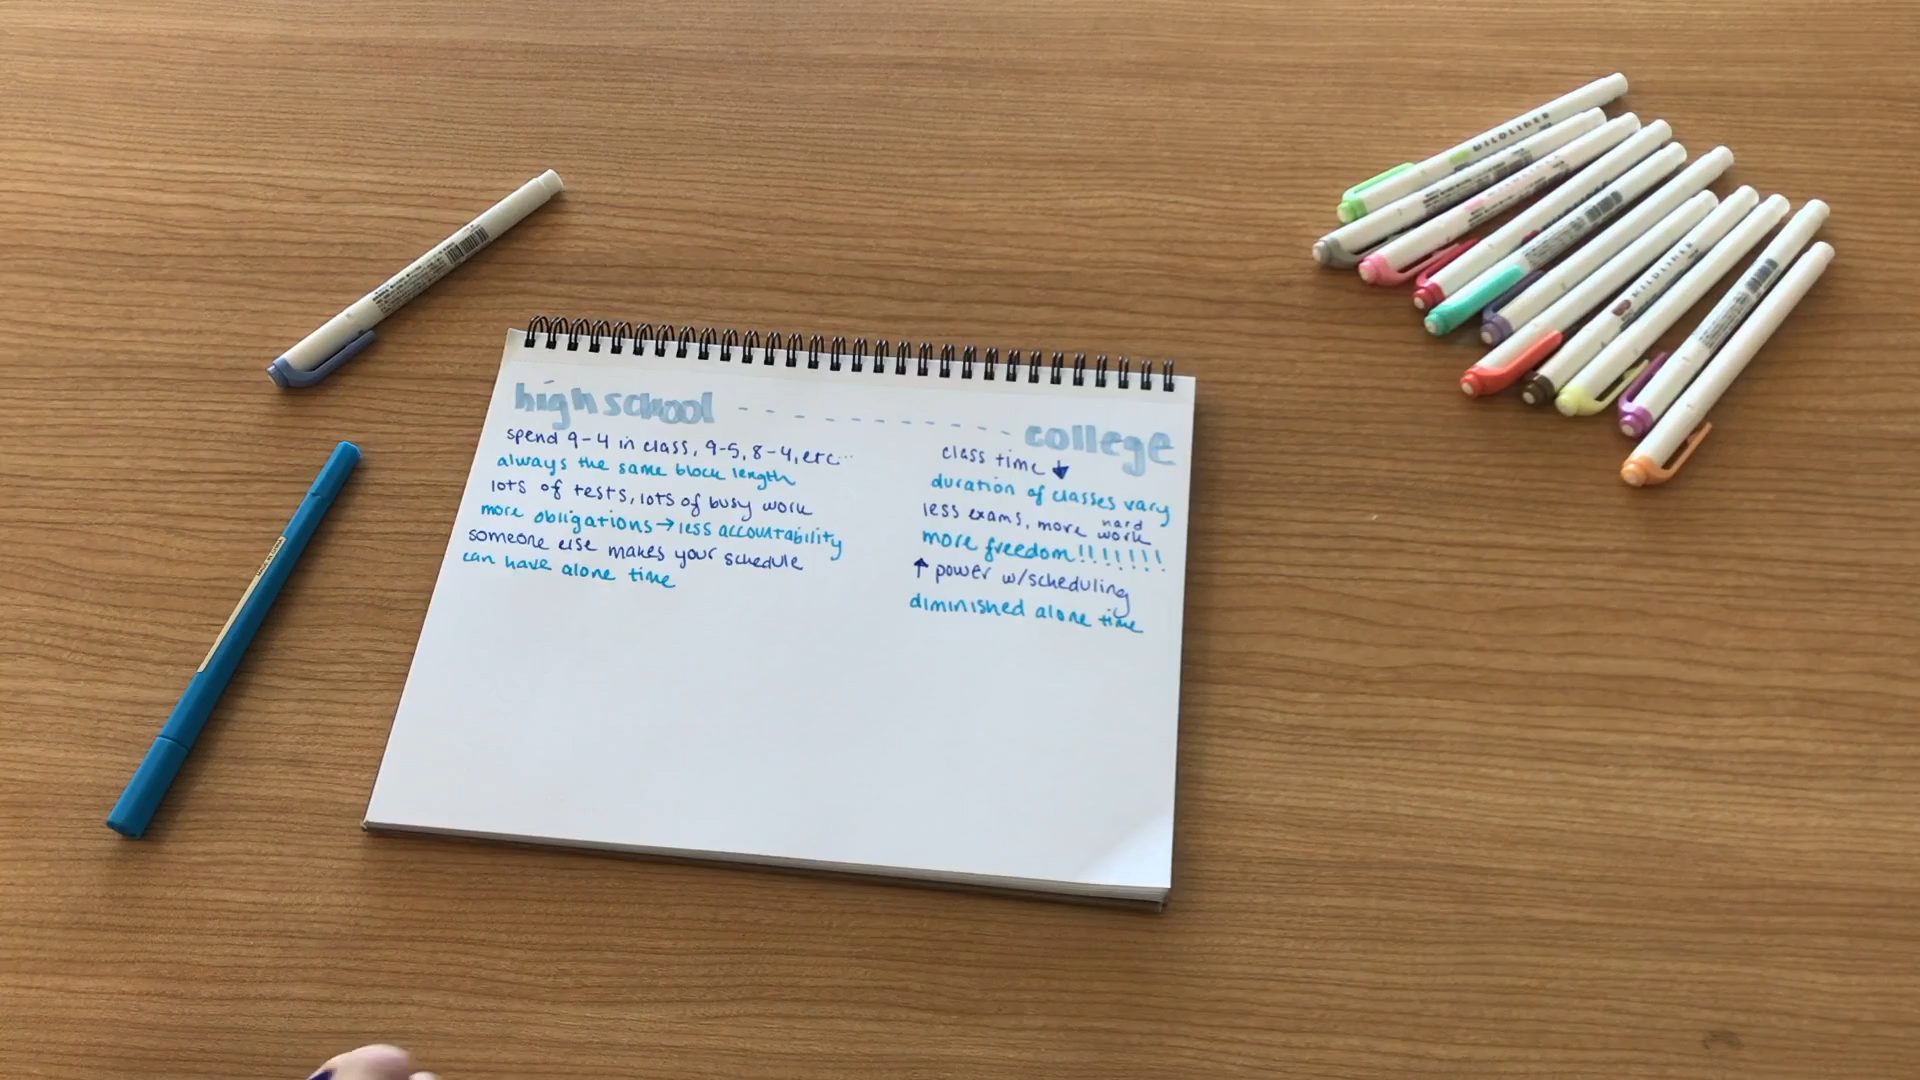 high school - - - - - - - - - - - college
spend 9-4 in class, 9-5, 8-4, etc...
always the same block length
lots of tests, lots of busy work
more obligations → less accountability
someone else makes your schedule
can have alone time
class time ↓
duration of classes vary
less exams, more hard work
more freedom!!!!!!!
↑ power w/scheduling
diminished alone time
MILDLINER
MILDLINER